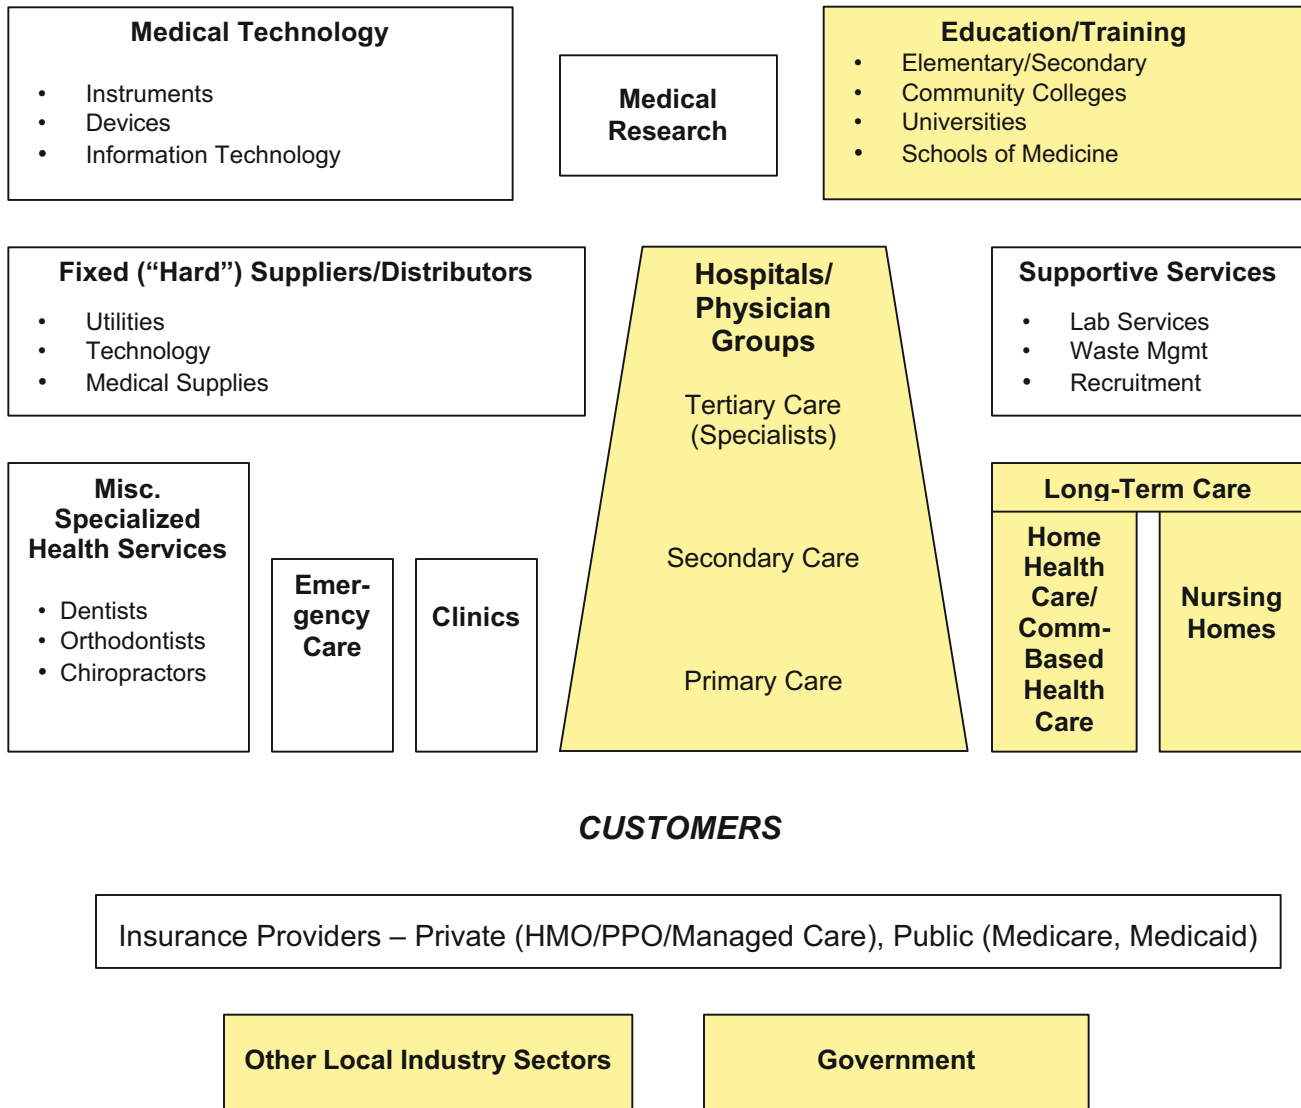 Medical Technology
• Instruments
• Devices
• Information Technology
Medical
Research
Education/Training
• Elementary/Secondary
• Community Colleges
• Universities
• Schools of Medicine
Fixed (“Hard”) Suppliers/Distributors
• Utilities
• Technology
• Medical Supplies
Hospitals/
Physician
Groups
Tertiary Care
(Specialists)
Secondary Care
Primary Care
Supportive Services
• Lab Services
• Waste Mgmt
• Recruitment
Misc.
Specialized
Health Services
• Dentists
• Orthodontists
• Chiropractors
Emer-
gency
Care
Clinics
Long-Term Care
Home
Health
Care/
Comm-
Based
Health
Care
Nursing
Homes
CUSTOMERS
Insurance Providers – Private (HMO/PPO/Managed Care), Public (Medicare, Medicaid)
Other Local Industry Sectors
Government